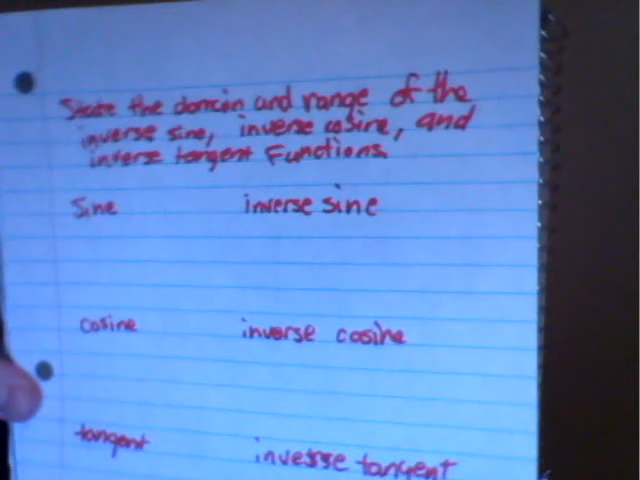 State the domain and range of the
inverse sine, inverse cosine, and
inverse tangent Functions.
Sine inverse sine
cosine inverse cosine
tangent inverse tangent